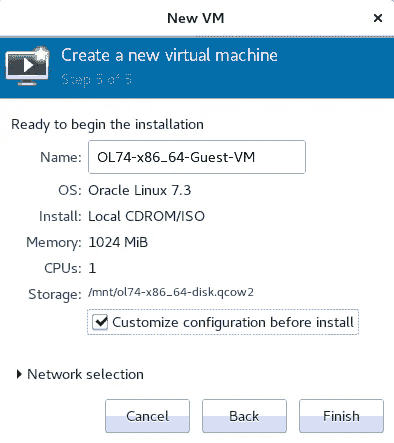 New VM
Create a new virtual machine
Step 5 of 5
Ready to begin the installation
Name: OL74-x86_64-Guest-VM
OS: Oracle Linux 7.3
Install: Local CDROM/ISO
Memory: 1024 MiB
CPUs: 1
Storage: /mnt/ol74-x86_64-disk.qcow2
Customize configuration before install
Network selection
Cancel Back Finish